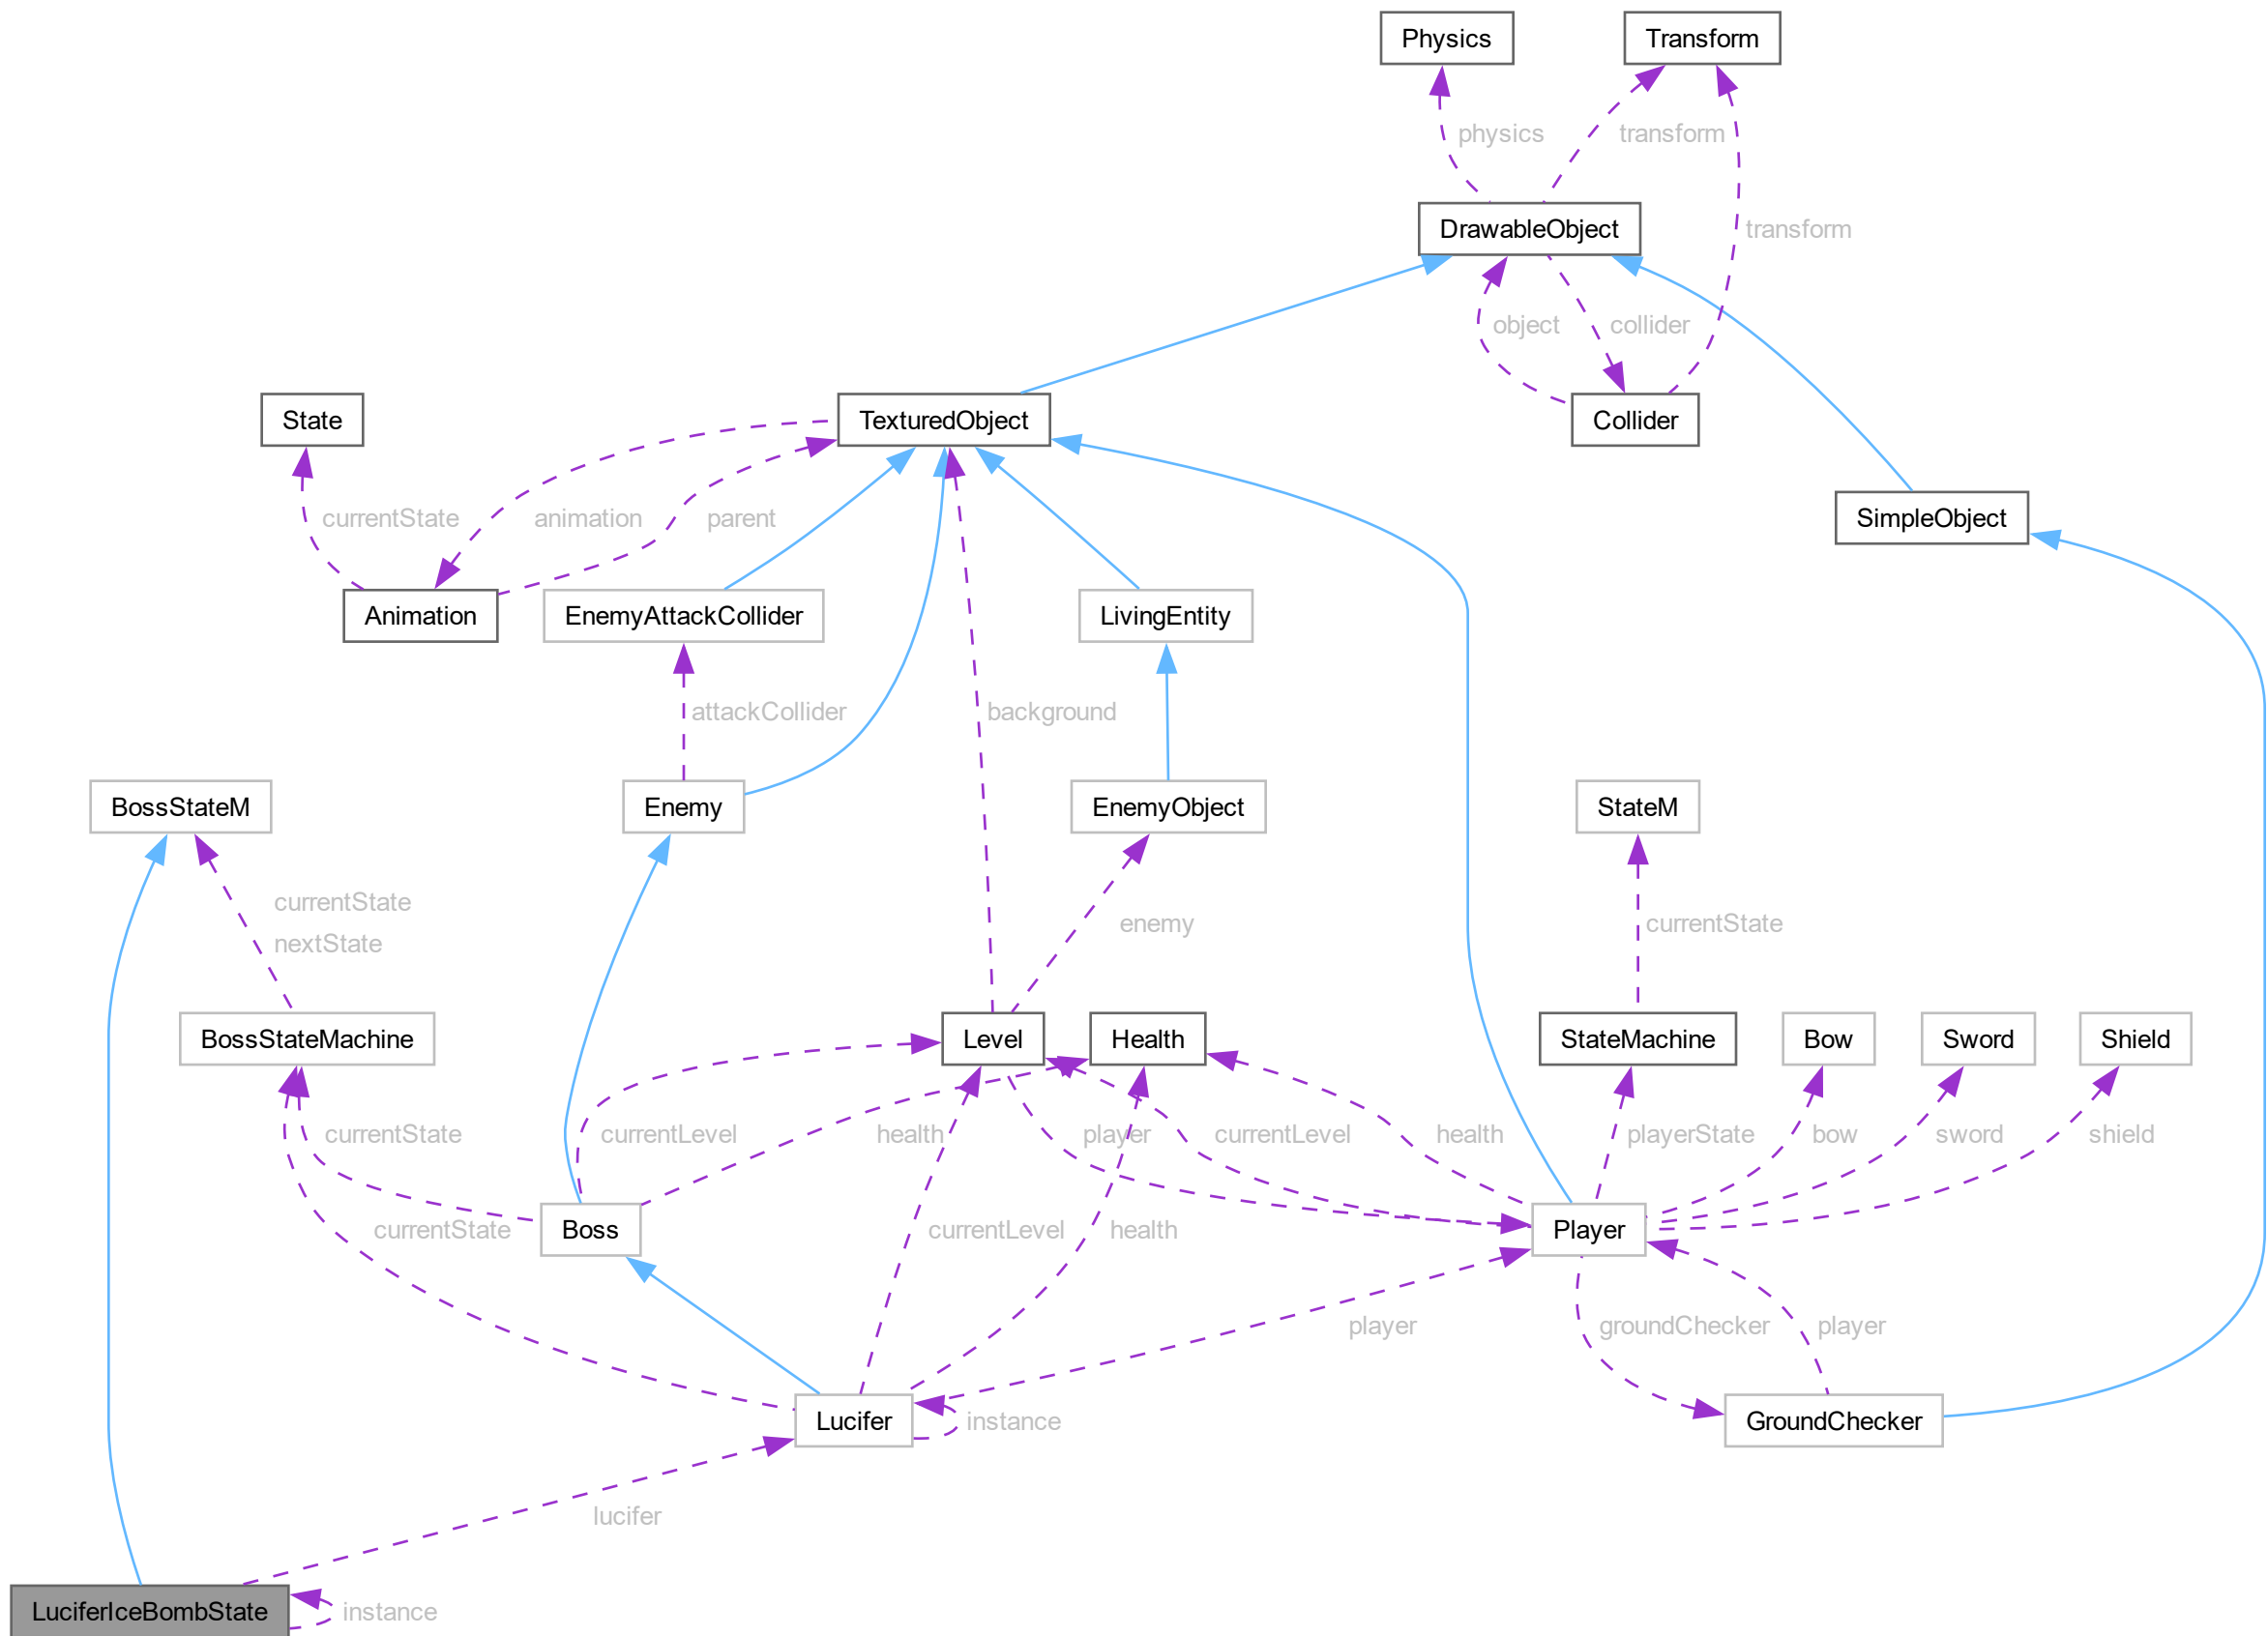 Physics
Transform
physics
transform
DrawableObject
transform
object
collider
State
TexturedObject
Collider
currentState
animation
parent
SimpleObject
Animation
EnemyAttackCollider
LivingEntity
attackCollider
background
BossStateM
Enemy
EnemyObject
StateM
currentState
nextState
enemy
currentState
BossStateMachine
Level
Health
StateMachine
Bow
Sword
Shield
currentState
currentLevel
health
player
currentLevel
health
playerState
bow
sword
shield
currentState
Boss
currentLevel
health
Player
player
groundChecker
player
Lucifer
instance
GroundChecker
lucifer
LuciferIceBombState
instance